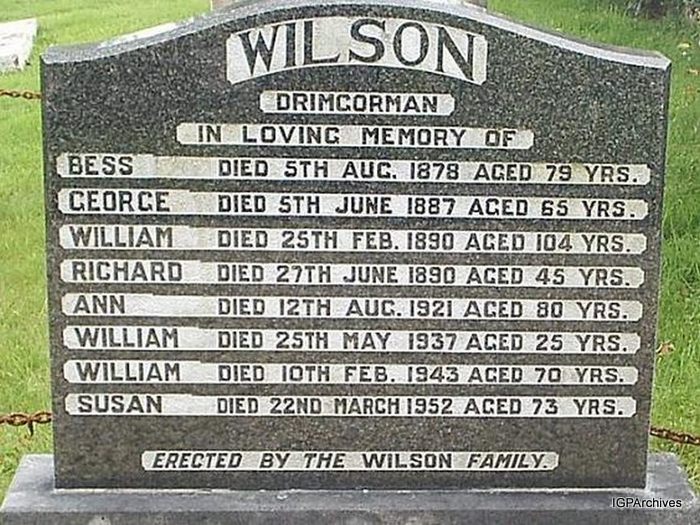 WILSON
DRIMGORMAN
IN LOVING MEMORY OF
BESS DIED 5TH AUG. 1878 AGED 79 YRS.
GEORGE DIED 5TH JUNE 1887 AGED 65 YRS.
WILLIAM DIED 25TH FEB. 1890 AGED 104 YRS.
RICHARD DIED 27TH JUNE 1890 AGED 45 YRS.
ANN DIED 12TH AUG. 1921 AGED 80 YRS.
WILLIAM DIED 25TH MAY 1937 AGED 25 YRS.
WILLIAM DIED 10TH FEB. 1943 AGED 70 YRS.
SUSAN DIED 22ND MARCH 1952 AGED 73 YRS.
ERECTED BY THE WILSON FAMILY.
IGPArchives